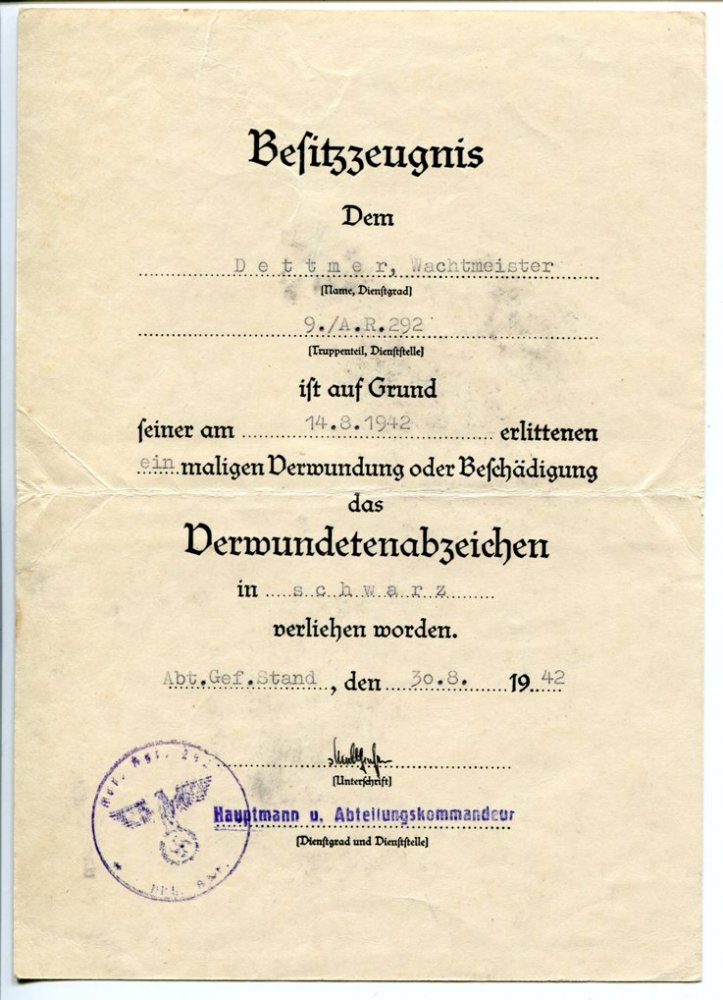 Besitzzeugnis
Dem
Dettmer, Wachtmeister
(Name, Dienstgrad)
9./A.R.292
(Truppenteil, Dienststelle)
ist auf Grund
seiner am 14.8.1942 erlittenen
ein maligen Verwundung oder Beschädigung
das
Verwundetenabzeichen
in schwarz
verliehen worden.
Abt.Gef.Stand, den 30.8. 1942
(Unterschrift)
Hauptmann u. Abteilungskommandeur
(Dienstgrad und Dienststelle)